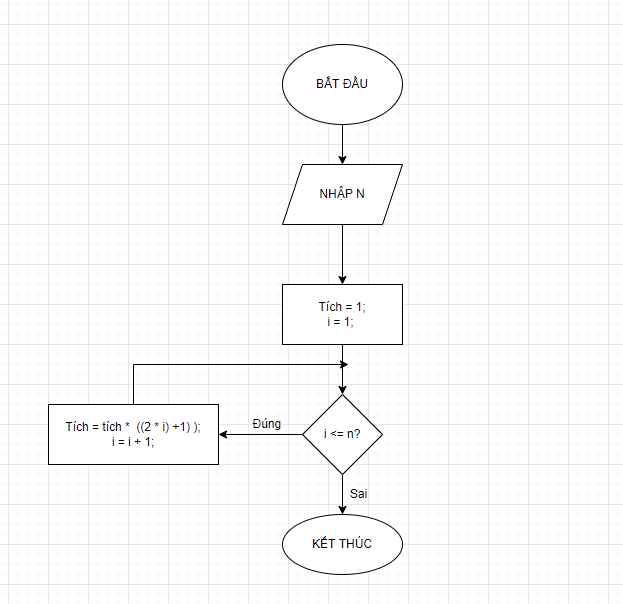 BẮT ĐẦU
NHẬP N
Tích = 1;
i = 1;
Tích = tích *  ((2 * i) +1) );
i = i + 1;
Đúng
i <= n?
Sai
KẾT THÚC